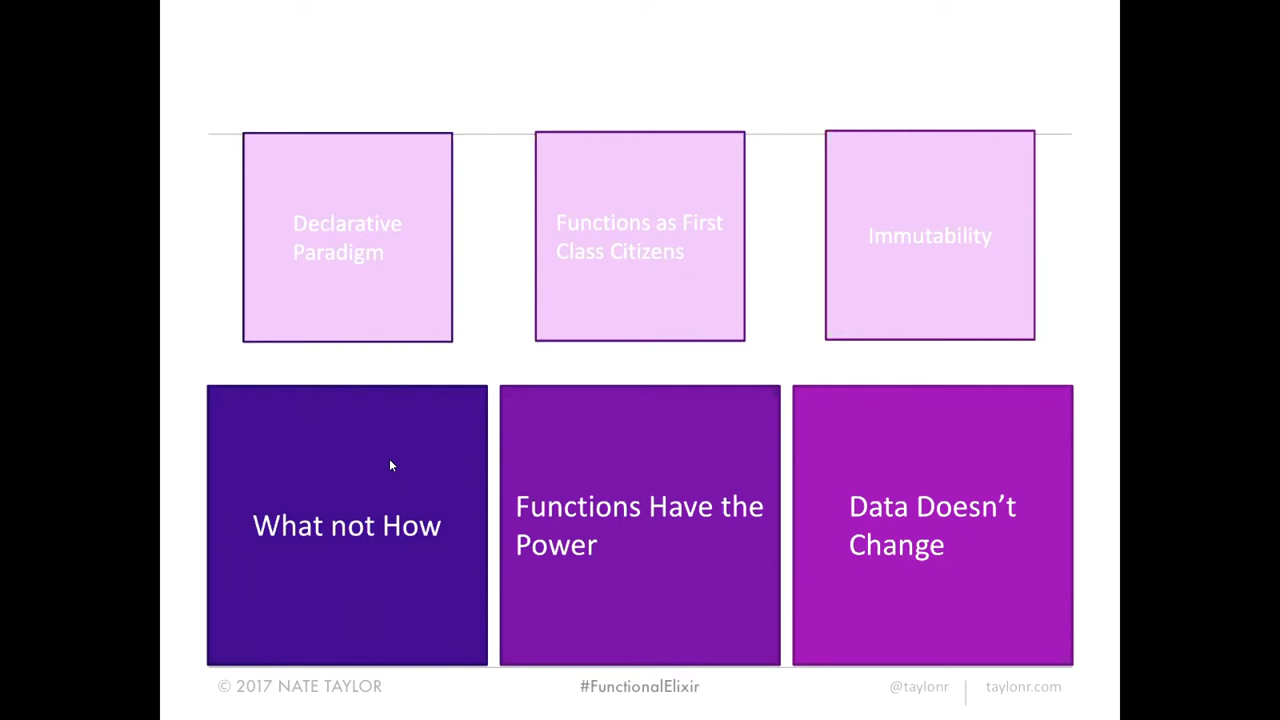 Declarative
Paradigm
Functions as First
Class Citizens
Immutability
What not How
Functions Have the
Power
Data Doesn’t
Change
© 2017 NATE TAYLOR
#FunctionalElixir
@taylonr
taylonr.com